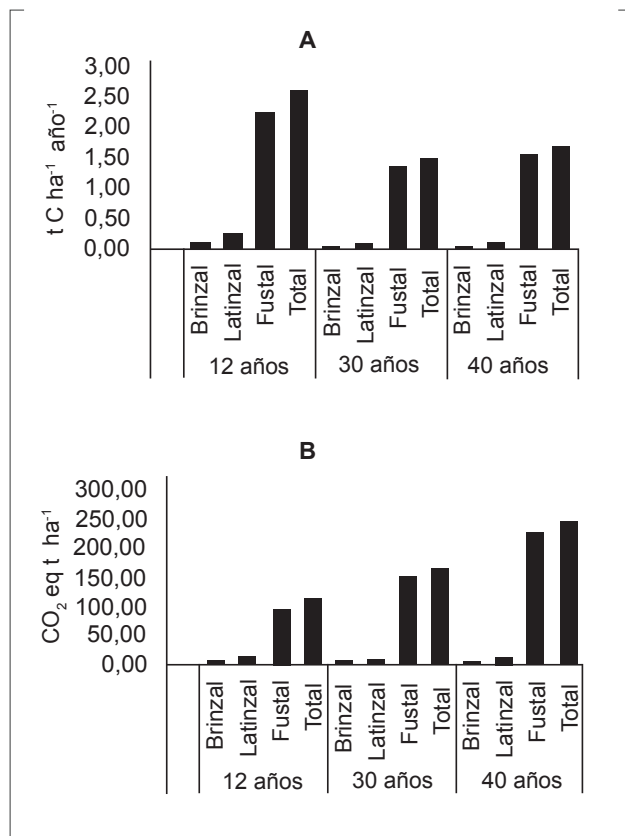 A
t C ha⁻¹ año⁻¹
3,00
2,50
2,00
1,50
1,00
0,50
0,00
Brinzal Latinzal Fustal Total Brinzal Latinzal Fustal Total Brinzal Latinzal Fustal Total
12 años 30 años 40 años
B
CO₂ eq t ha⁻¹
300,00
250,00
200,00
150,00
100,00
50,00
0,00
Brinzal Latinzal Fustal Total Brinzal Latinzal Fustal Total Brinzal Latinzal Fustal Total
12 años 30 años 40 años